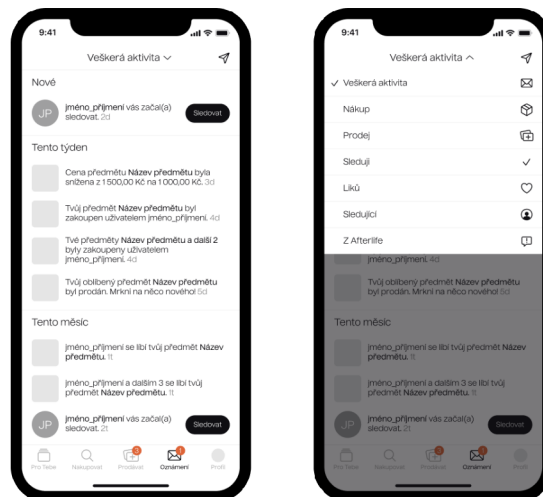 9:41
Veškerá aktivita
Nové
JP
jméno_příjmení vás začal(a)
sledovat. 2d
Sledovat
Tento týden
Cena předmětu Název předmětu byla
snížena z 1500,00 Kč na 1000,00 Kč. 3d
Tvůj předmět Název předmětu byl
zakoupen uživatelem jméno_příjmení. 4d
Tvé předměty Název předmětu a další 2
byly zakoupeny uživatelem
jméno_příjmení. 4d
Tvůj oblíbený předmět Název předmětu
byl prodán. Mrkni na něco nového! 5d
Tento měsíc
jméno_příjmení se líbí tvůj předmět Název
předmětu. 1t
jméno_příjmení a dalším 3 se líbí tvůj
předmět Název předmětu. 1t
JP
jméno_příjmení vás začal(a)
sledovat. 2t
Sledovat
3
1
Pro Tebe
Nakupovat
Prodávat
Oznámení
Profil
9:41
Veškerá aktivita
Veškerá aktivita
Nákup
Prodej
Sleduji
Liků
Sledující
Z Afterlife
jméno_příjmení. 4d
Tvůj oblíbený předmět Název předmětu
byl prodán. Mrkni na něco nového! 5d
Tento měsíc
jméno_příjmení se líbí tvůj předmět Název
předmětu. 1t
jméno_příjmení a dalším 3 se líbí tvůj
předmět Název předmětu. 1t
JP
jméno_příjmení vás začal(a)
sledovat. 2t
Sledovat
3
1
Pro Tebe
Nakupovat
Prodávat
Oznámení
Profil